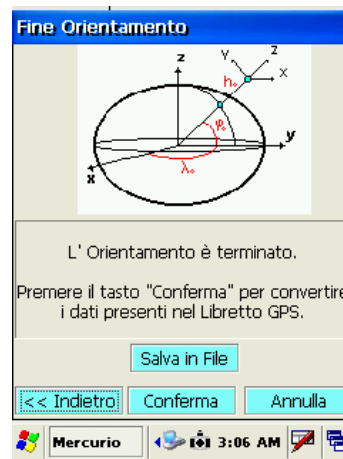 Fine Orientamento
z
Y
Z
X
h₀
φ₀
y
x
λ₀
L' Orientamento è terminato.
Premere il tasto "Conferma" per convertire
i dati presenti nel Libretto GPS.
Salva in File
<< Indietro
Conferma
Annulla
Mercurio
3:06 AM